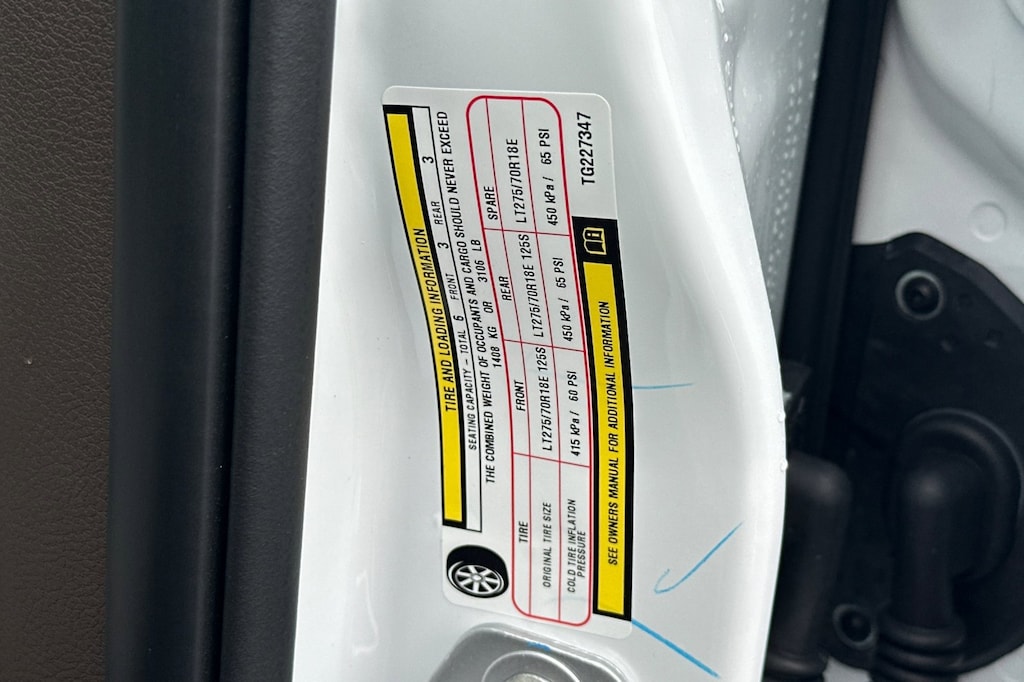 TIRE AND LOADING INFORMATION
SEATING CAPACITY – TOTAL 6 FRONT 3 REAR 3
THE COMBINED WEIGHT OF OCCUPANTS AND CARGO SHOULD NEVER EXCEED
1408 KG OR 3105 LB
TIRE FRONT REAR SPARE
ORIGINAL TIRE SIZE LT275/70R18E 125S LT275/70R18E 125S LT275/70R18E
COLD TIRE INFLATION PRESSURE 415 kPa / 60 PSI 450 kPa / 65 PSI 450 kPa / 65 PSI
SEE OWNERS MANUAL FOR ADDITIONAL INFORMATION
TG227347